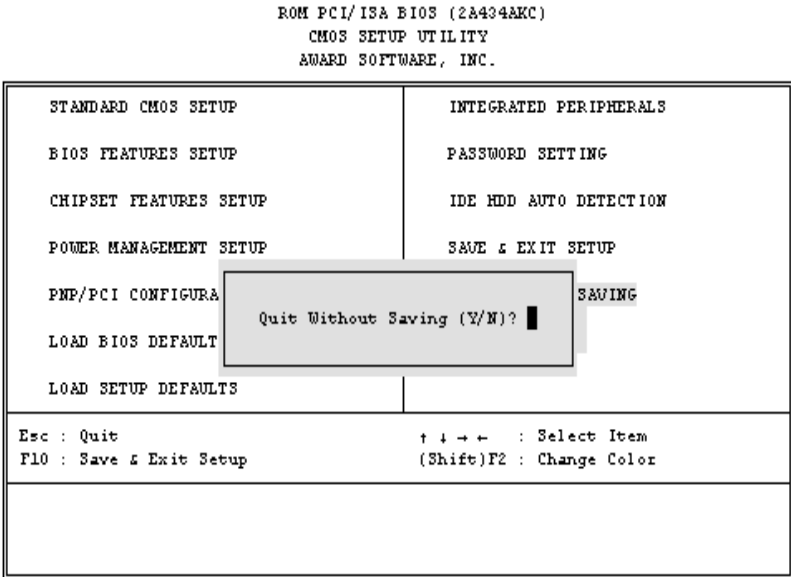 ROM PCI/ISA BIOS (2A434AKC)
CMOS SETUP UTILITY
AWARD SOFTWARE, INC.
STANDARD CMOS SETUP
INTEGRATED PERIPHERALS
BIOS FEATURES SETUP
PASSWORD SETTING
CHIPSET FEATURES SETUP
IDE HDD AUTO DETECTION
POWER MANAGEMENT SETUP
SAVE & EXIT SETUP
PNP/PCI CONFIGURA
SAVING
Quit Without Saving (Y/N)?
LOAD BIOS DEFAULT
LOAD SETUP DEFAULTS
Esc : Quit
↑ ↓ → ← : Select Item
F10 : Save & Exit Setup
(Shift)F2 : Change Color